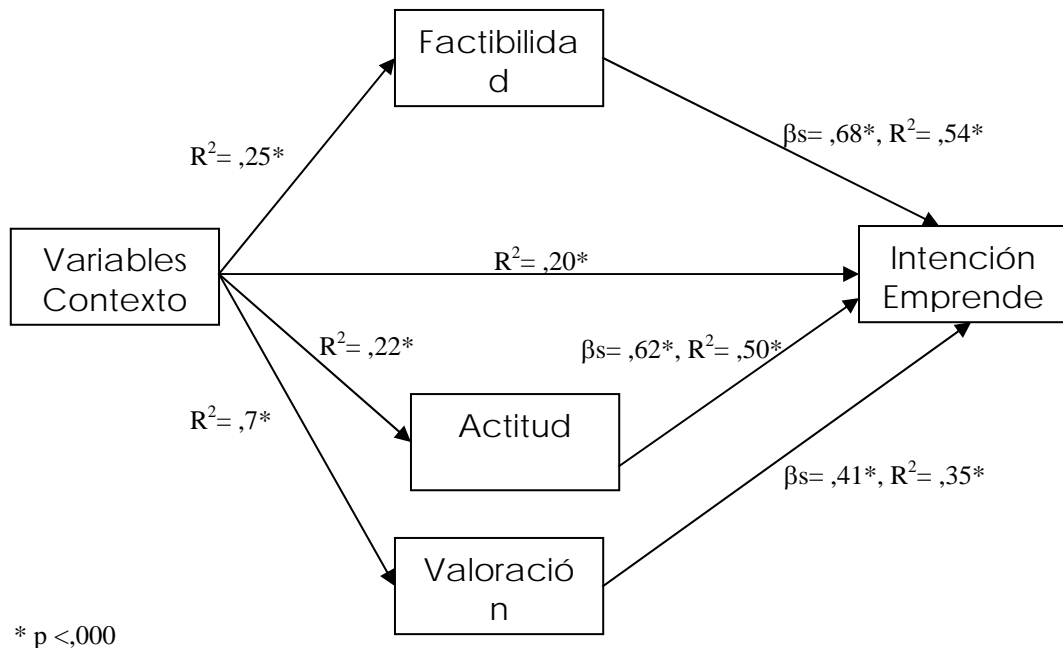 Factibilida
d
βs= ,68*, R²= ,54*
R²= ,25*
Variables
Contexto
R²= ,20*
Intención
Emprende
R²= ,22*
βs= ,62*, R²= ,50*
R²= ,7*
Actitud
βs= ,41*, R²= ,35*
Valoració
n
* p <,000